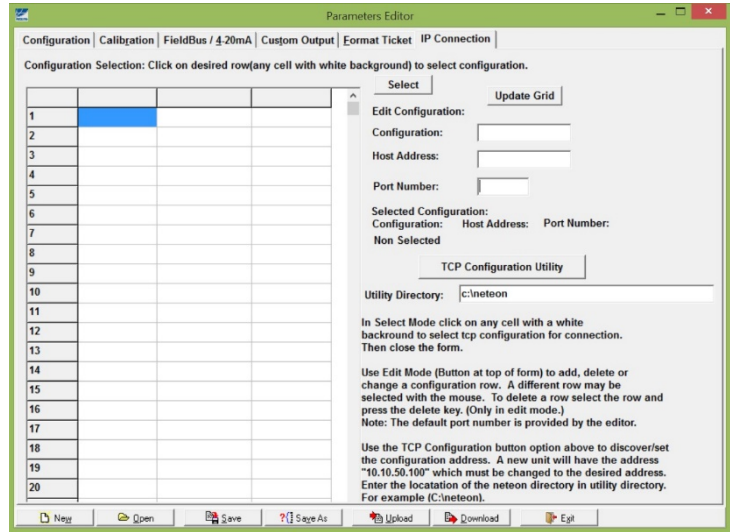 Parameters Editor
Configuration Calibration FieldBus / 4-20mA Custom Output Format Ticket IP Connection
Configuration Selection: Click on desired row(any cell with white background) to select configuration.
Select
Update Grid
Edit Configuration:
Configuration:
Host Address:
Port Number:
Selected Configuration:
Configuration: Host Address: Port Number:
Non Selected
TCP Configuration Utility
Utility Directory: c:\neteon
In Select Mode click on any cell with a white
backround to select tcp configuration for connection.
Then close the form.
Use Edit Mode (Button at top of form) to add, delete or
change a configuration row. A different row may be
selected with the mouse. To delete a row select the row and
press the delete key. (Only in edit mode.)
Note: The default port number is provided by the editor.
Use the TCP Configuration button option above to discover/set
the configuration address. A new unit will have the address
"10.10.50.100" which must be changed to the desired address.
Enter the locatation of the neteon directory in utility directory.
For example (C:\neteon).
1
2
3
4
5
6
7
8
9
10
11
12
13
14
15
16
17
18
19
20
New Open Save ?{} Save As Upload Download Exit